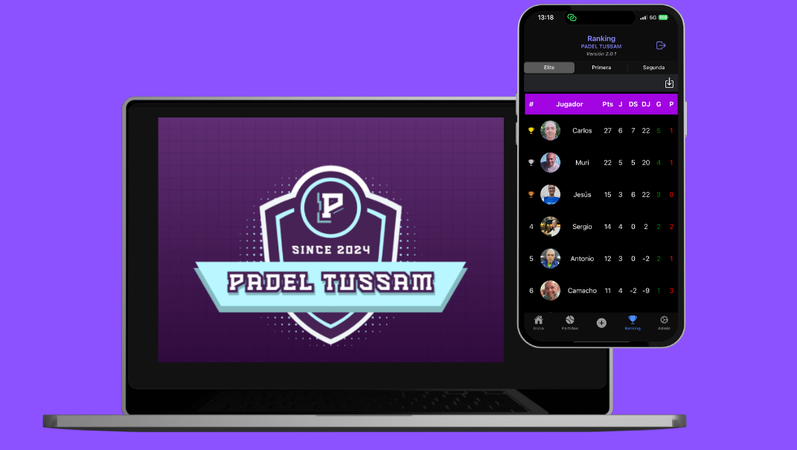 P
SINCE 2024
PADEL TUSSAM
13:18 5G
Ranking
PADEL TUSSAM
Versión 2.0.1
Elite Primera Segunda
# Jugador Pts J DS DJ G P
Carlos 27 6 7 22 5 1
Muri 22 5 5 20 4 1
Jesús 15 3 6 22 3 0
4 Sergio 14 4 0 2 2 2
5 Antonio 12 3 0 -2 2 1
6 Camacho 11 4 -2 -9 1 3
Inicio Partidos Ranking Admin